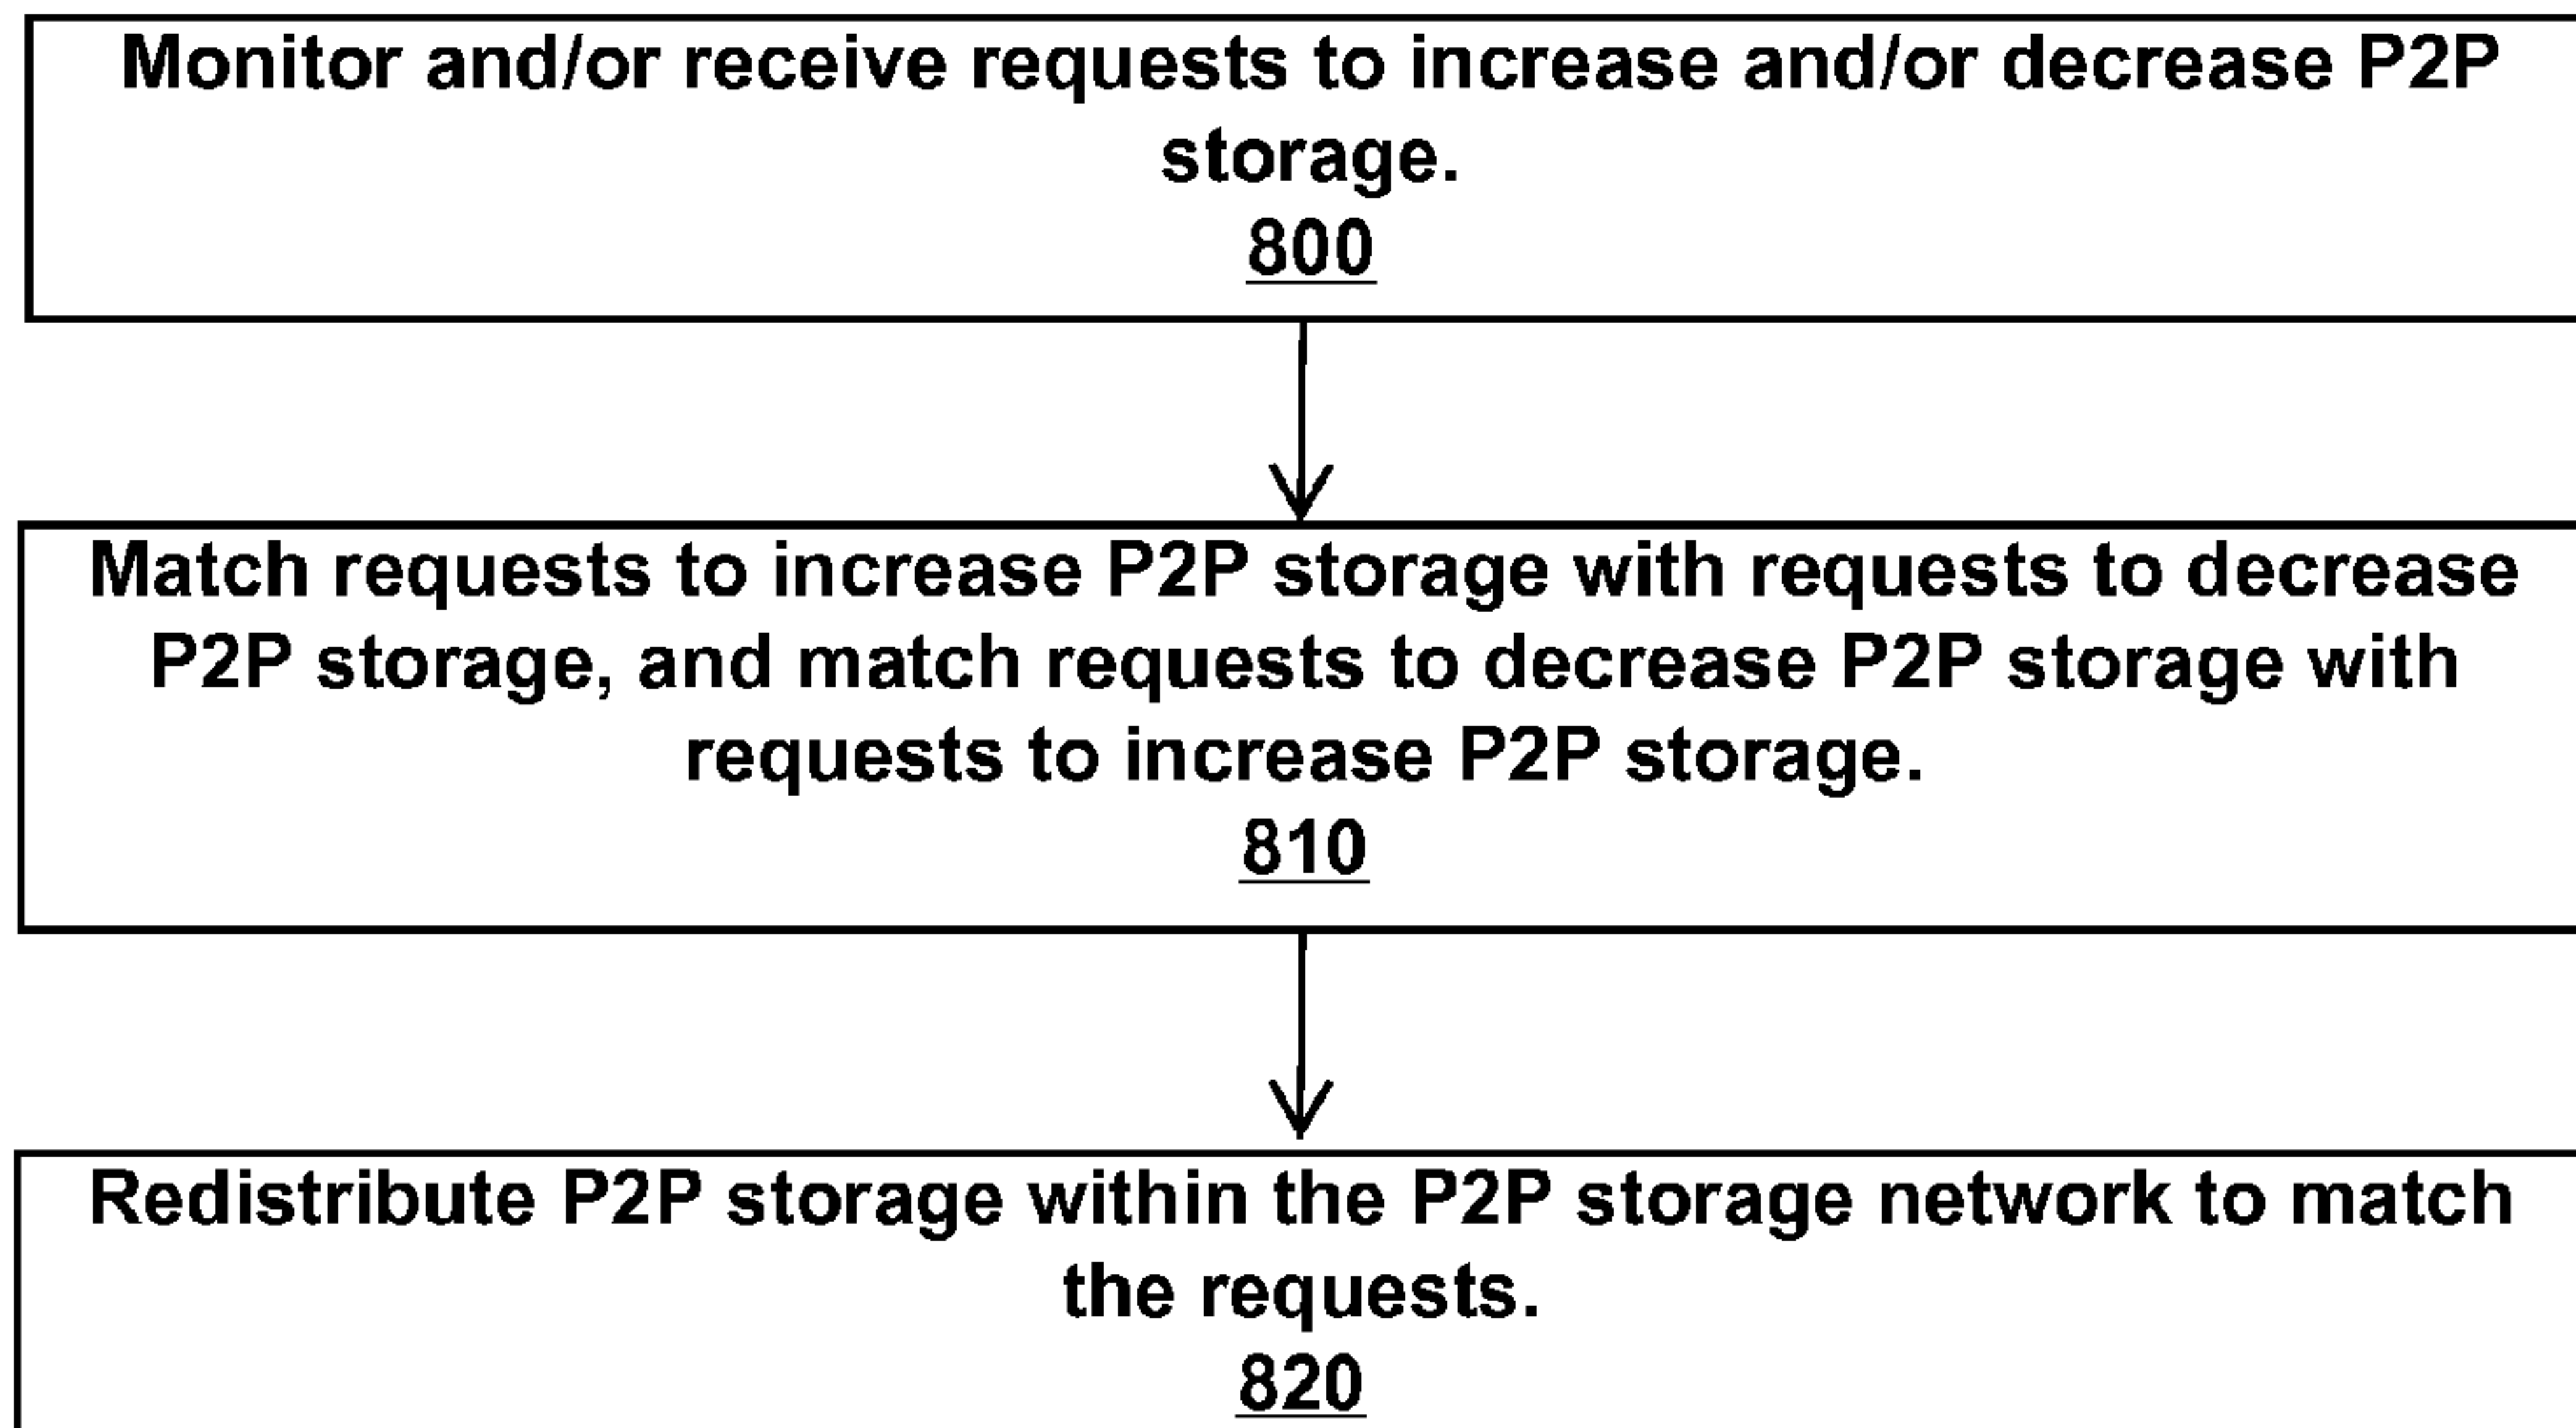 Monitor and/or receive requests to increase and/or decrease P2P
storage.
800
Match requests to increase P2P storage with requests to decrease
P2P storage, and match requests to decrease P2P storage with
requests to increase P2P storage.
810
Redistribute P2P storage within the P2P storage network to match
the requests.
820